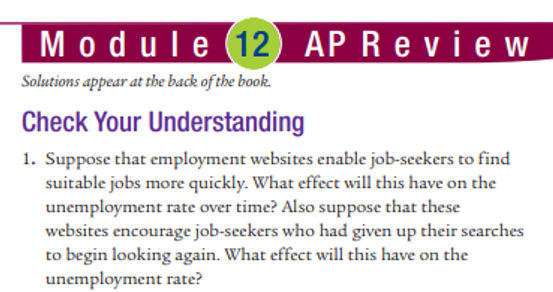 Module 12 AP Review
Solutions appear at the back of the book.
Check Your Understanding
1. Suppose that employment websites enable job-seekers to find
suitable jobs more quickly. What effect will this have on the
unemployment rate over time? Also suppose that these
websites encourage job-seekers who had given up their searches
to begin looking again. What effect will this have on the
unemployment rate?